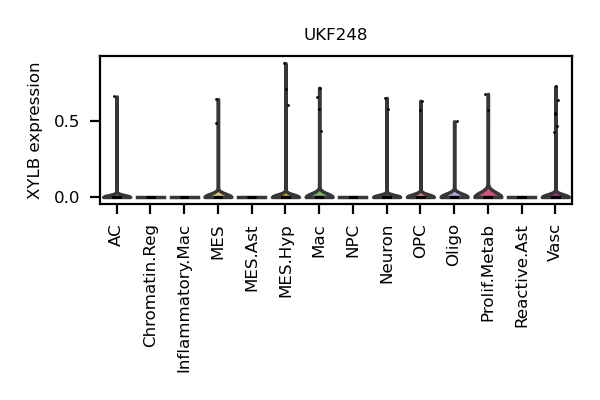 UKF248
XYLB expression
0.5
0.0
AC
Chromatin.Reg
Inflammatory.Mac
MES
MES.Ast
MES.Hyp
Mac
NPC
Neuron
OPC
Oligo
Prolif.Metab
Reactive.Ast
Vasc